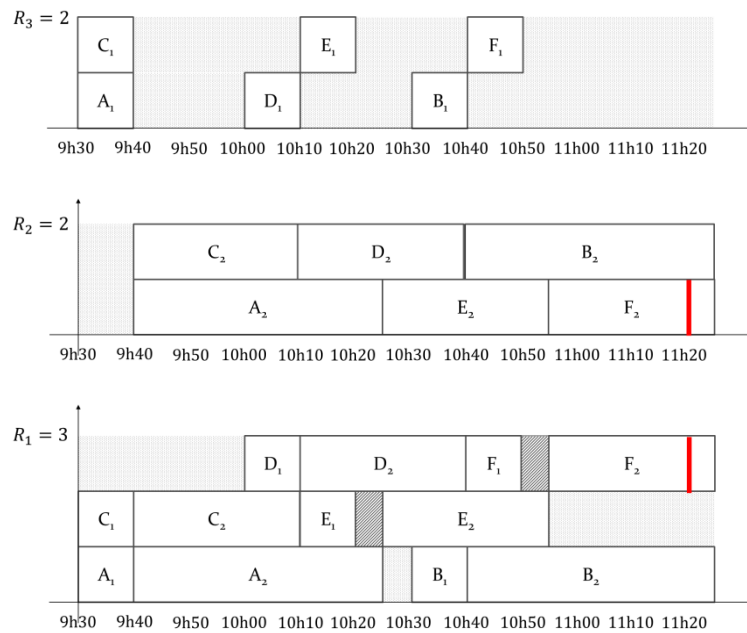 R₃ = 2
C₁ E₁ F₁
A₁ D₁ B₁
9h30 9h40 9h50 10h00 10h10 10h20 10h30 10h40 10h50 11h00 11h10 11h20
R₂ = 2
C₂ D₂ B₂
A₂ E₂ F₂
9h30 9h40 9h50 10h00 10h10 10h20 10h30 10h40 10h50 11h00 11h10 11h20
R₁ = 3
D₁ D₂ F₁ F₂
C₁ C₂ E₁ E₂
A₁ A₂ B₁ B₂
9h30 9h40 9h50 10h00 10h10 10h20 10h30 10h40 10h50 11h00 11h10 11h20